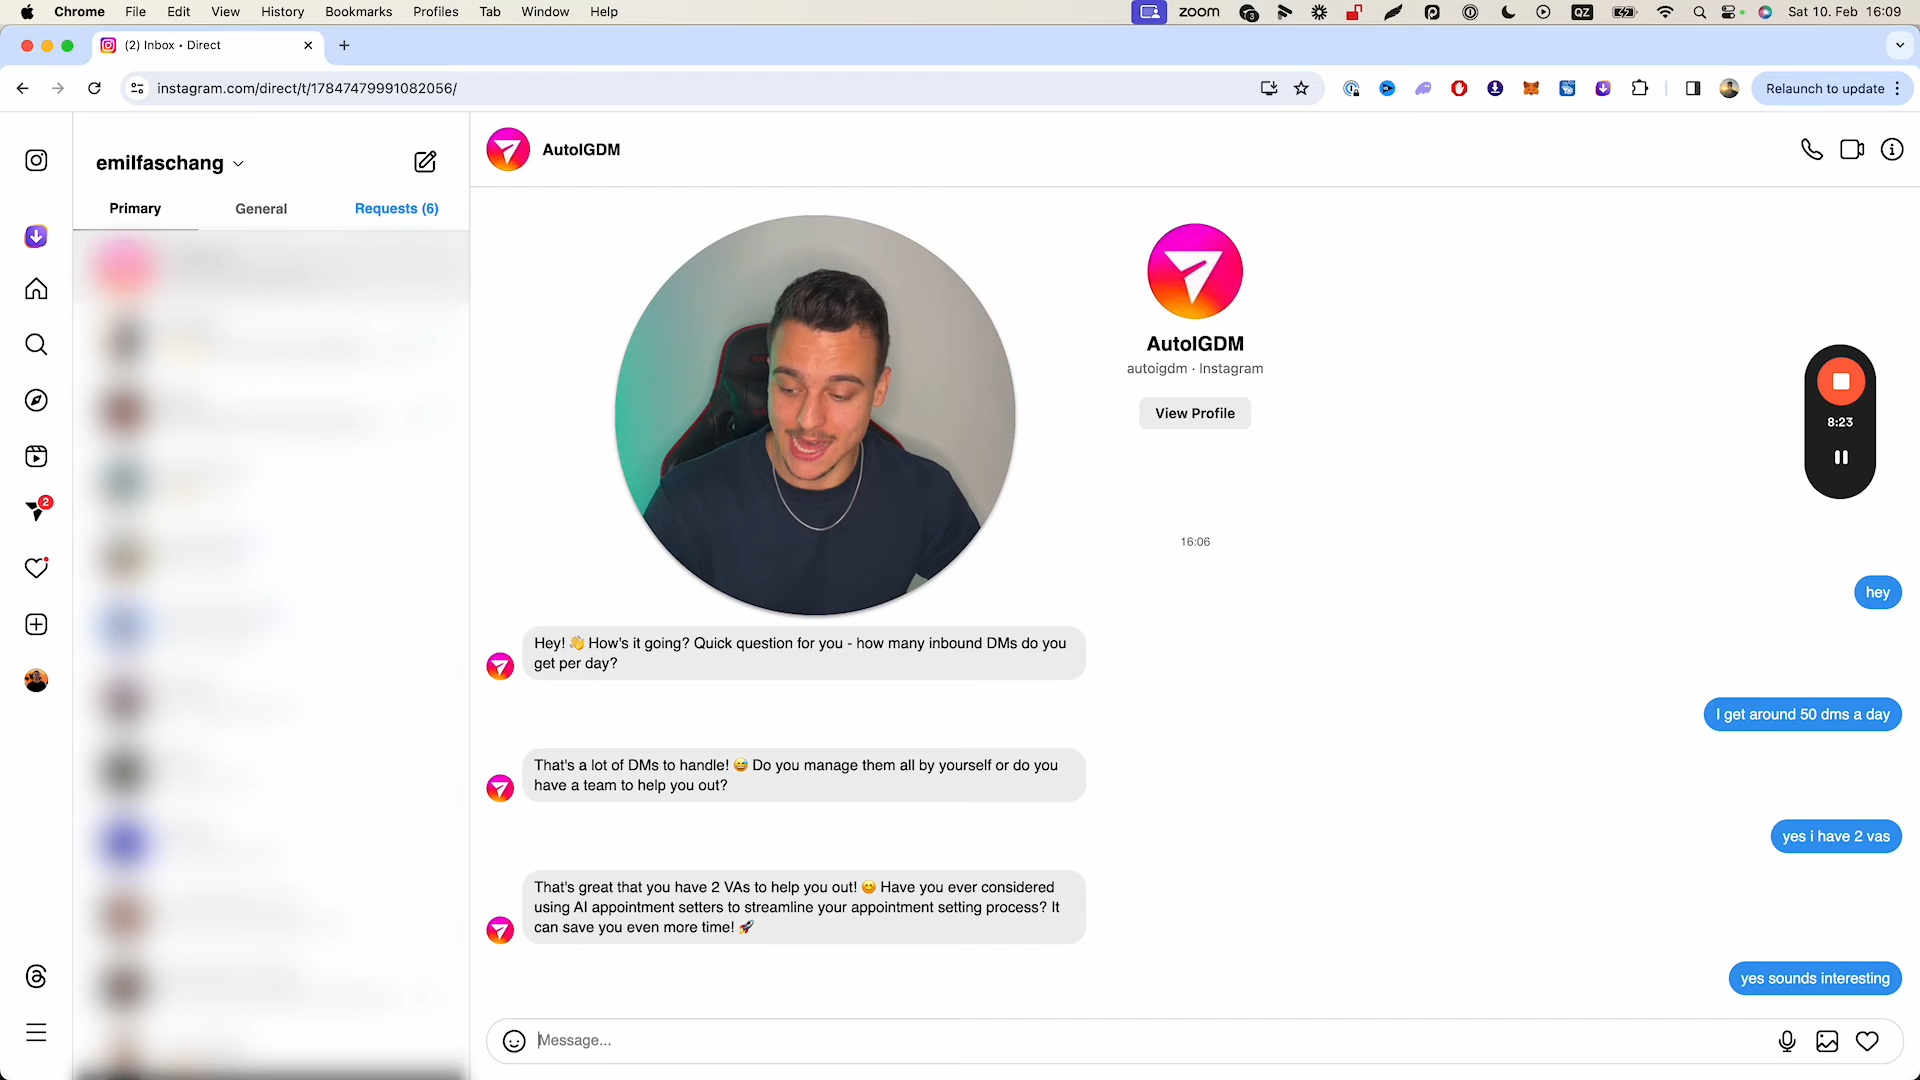 Chrome File Edit View History Bookmarks Profiles Tab Window Help
zoom
3
QZ
Sat 10. Feb 16:09
(2) Inbox • Direct
instagram.com/direct/t/17847479991082056/
Relaunch to update
emilfaschang
Primary General Requests (6)
2
AutoIGDM
AutoIGDM
autoigdm · Instagram
View Profile
8:23
16:06
hey
Hey! 👋 How's it going? Quick question for you - how many inbound DMs do you
get per day?
I get around 50 dms a day
That's a lot of DMs to handle! 😅 Do you manage them all by yourself or do you
have a team to help you out?
yes i have 2 vas
That's great that you have 2 VAs to help you out! 😊 Have you ever considered
using AI appointment setters to streamline your appointment setting process? It
can save you even more time! 🚀
yes sounds interesting
Message...